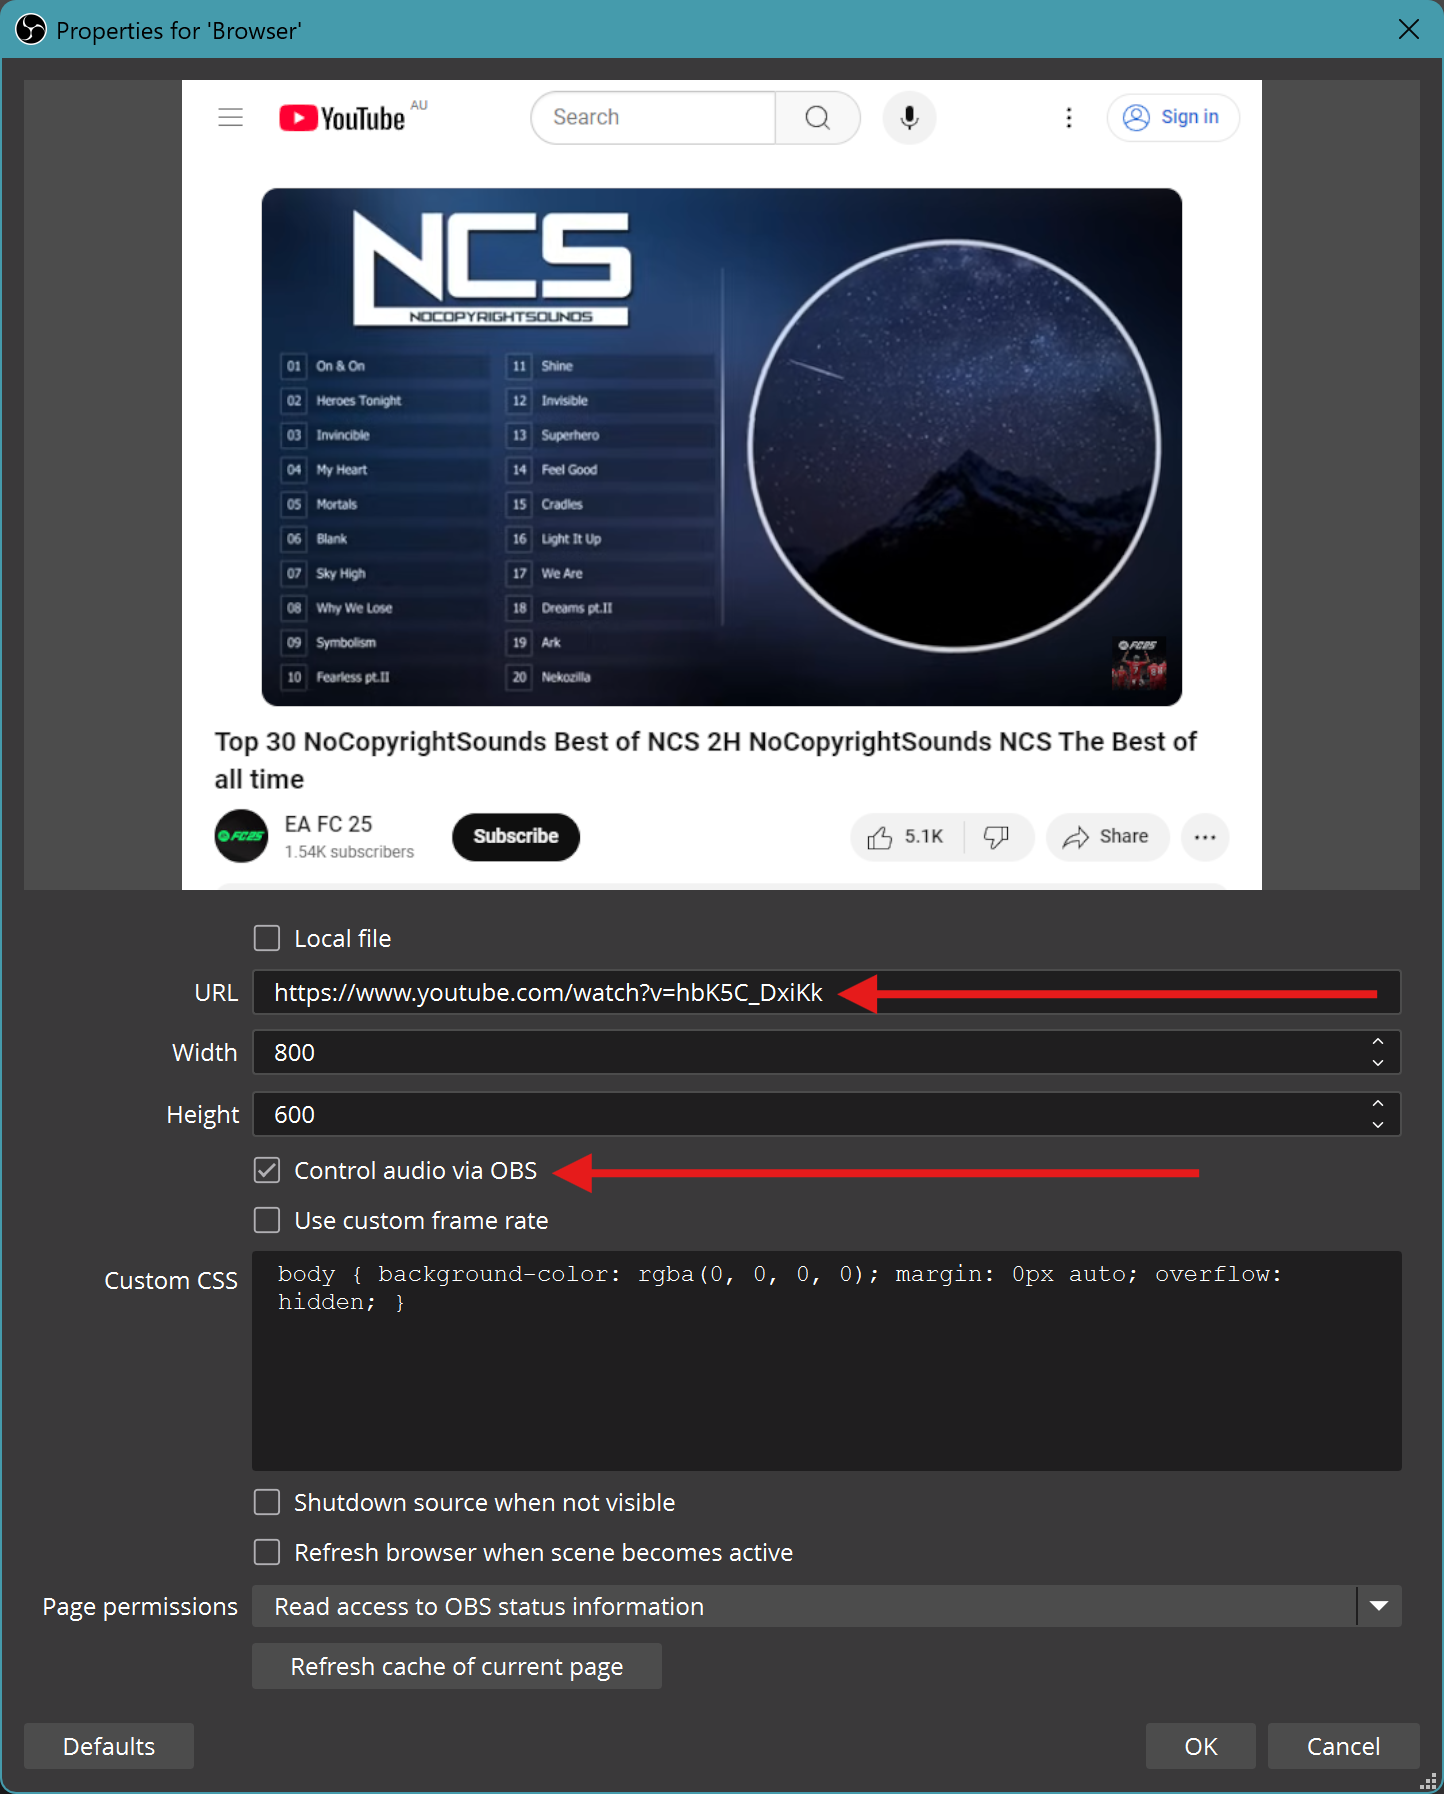 Properties for 'Browser'
YouTube AU
Search
Sign in
NCS
NOCOPYRIGHTSOUNDS
01 On & On
02 Heroes Tonight
03 Invincible
04 My Heart
05 Mortals
06 Blank
07 Sky High
08 Why We Lose
09 Symbolism
10 Fearless pt.II
11 Shine
12 Invisible
13 Superhero
14 Feel Good
15 Cradles
16 Light It Up
17 We Are
18 Dreams pt.II
19 Ark
20 Nekozilla
FC25
Top 30 NoCopyrightSounds Best of NCS 2H NoCopyrightSounds NCS The Best of
all time
FC25
EA FC 25
1.54K subscribers
Subscribe
5.1K
Share
Local file
URL https://www.youtube.com/watch?v=hbK5C_DxiKk
Width 800
Height 600
Control audio via OBS
Use custom frame rate
Custom CSS
body { background-color: rgba(0, 0, 0, 0); margin: 0px auto; overflow:
hidden; }
Shutdown source when not visible
Refresh browser when scene becomes active
Page permissions Read access to OBS status information
Refresh cache of current page
Defaults
OK
Cancel